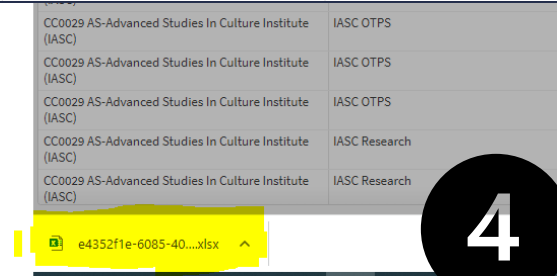 (IASC)
CC0029 AS-Advanced Studies In Culture Institute IASC OTPS
(IASC)
CC0029 AS-Advanced Studies In Culture Institute IASC OTPS
(IASC)
CC0029 AS-Advanced Studies In Culture Institute IASC OTPS
(IASC)
CC0029 AS-Advanced Studies In Culture Institute IASC Research
(IASC)
CC0029 AS-Advanced Studies In Culture Institute IASC Research
(IASC)
e4352f1e-6085-40....xlsx
4